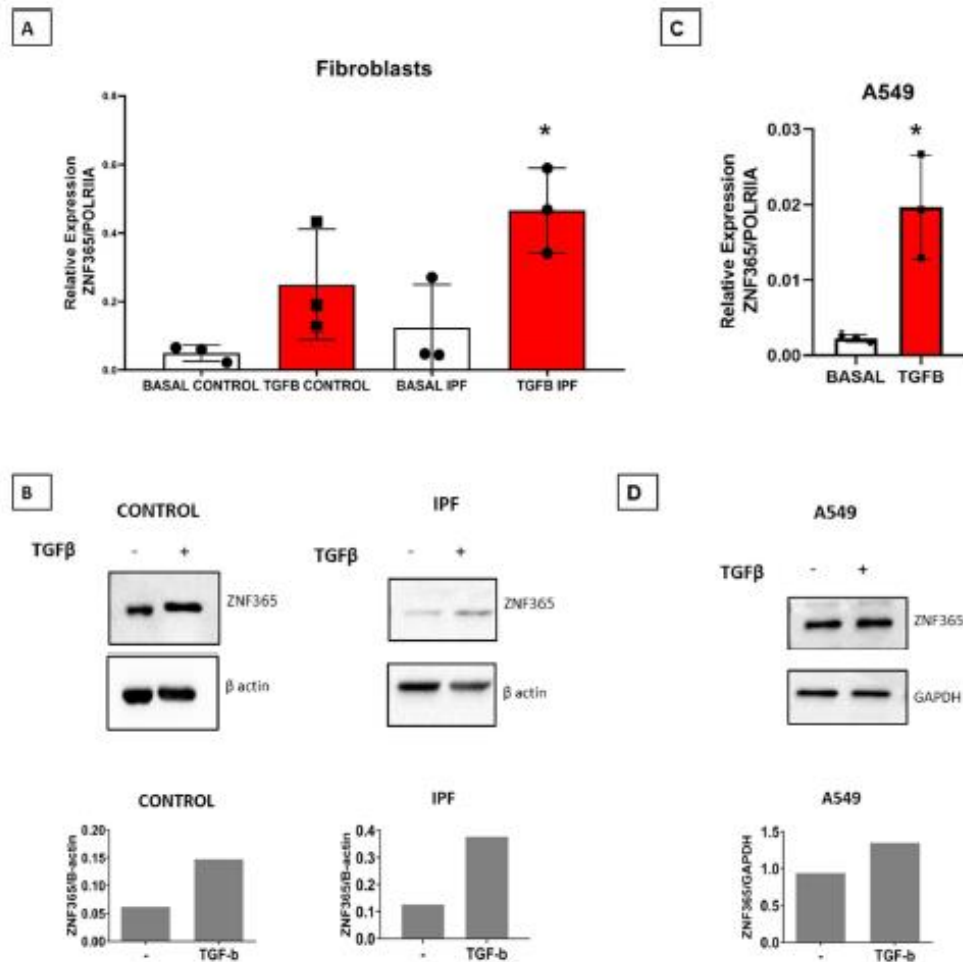 A
Fibroblasts
Relative Expression
ZNF365/POLRIIA
0.8
0.6
0.4
0.2
0.0
*
BASAL CONTROL TGFB CONTROL BASAL IPF TGFB IPF
C
A549
Relative Expression
ZNF365/POLRIIA
0.03
0.02
0.01
0.00
*
BASAL TGFB
B
CONTROL
TGFβ - +
ZNF365
β actin
IPF
TGFβ - +
ZNF365
β actin
CONTROL
ZNF365/B-actin
0.20
0.15
0.10
0.05
0.00
- TGF-b
IPF
ZNF365/B-actin
0.4
0.3
0.2
0.1
0.0
- TGF-b
D
A549
TGFβ - +
ZNF365
GAPDH
A549
ZNF365/GAPDH
1.5
1.0
0.5
0.0
- TGF-b